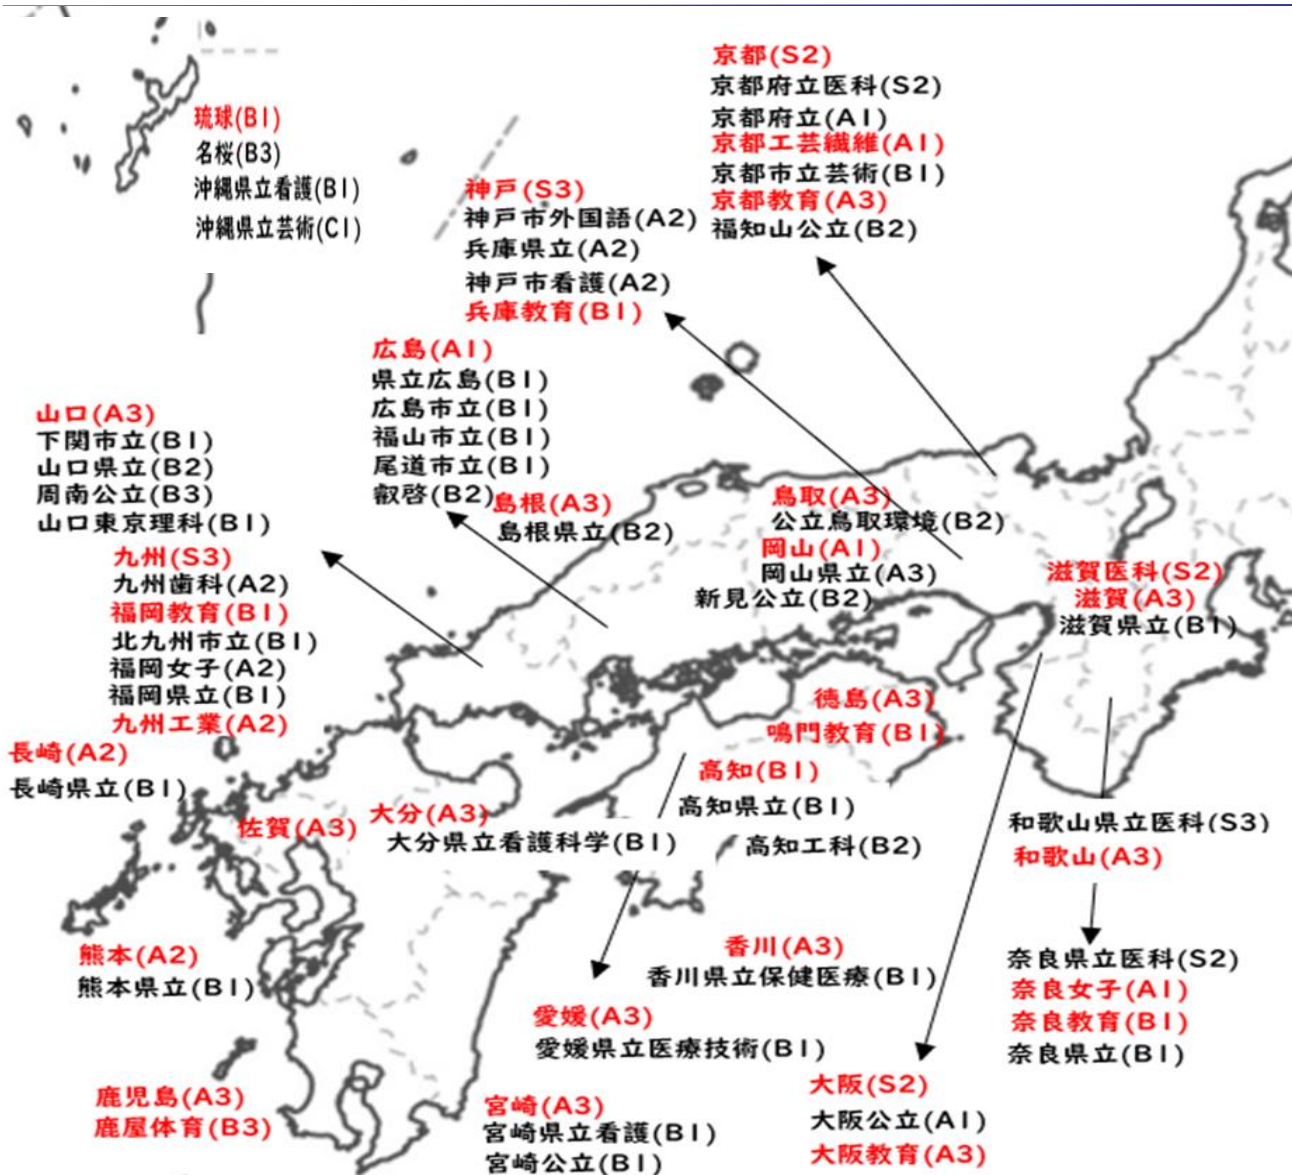 京都(S2)
京都府立医科(S2)
京都府立(A1)
京都工芸繊維(A1)
京都市立芸術(B1)
京都教育(A3)
福知山公立(B2)
琉球(B1)
名桜(B3)
沖縄県立看護(B1)
沖縄県立芸術(C1)
神戸(S3)
神戸市外国語(A2)
兵庫県立(A2)
神戸市看護(A2)
兵庫教育(B1)
広島(A1)
県立広島(B1)
広島市立(B1)
福山市立(B1)
尾道市立(B1)
叡啓(B2)
島根(A3)
島根県立(B2)
山口(A3)
下関市立(B1)
山口県立(B2)
周南公立(B3)
山口東京理科(B1)
鳥取(A3)
公立鳥取環境(B2)
岡山(A1)
岡山県立(A3)
新見公立(B2)
滋賀医科(S2)
滋賀(A3)
滋賀県立(B1)
九州(S3)
九州歯科(A2)
福岡教育(B1)
北九州市立(B1)
福岡女子(A2)
福岡県立(B1)
九州工業(A2)
長崎(A2)
長崎県立(B1)
佐賀(A3)
大分(A3)
大分県立看護科学(B1)
徳島(A3)
鳴門教育(B1)
高知(B1)
高知県立(B1)
高知工科(B2)
和歌山県立医科(S3)
和歌山(A3)
熊本(A2)
熊本県立(B1)
香川(A3)
香川県立保健医療(B1)
奈良県立医科(S2)
奈良女子(A1)
奈良教育(B1)
奈良県立(B1)
愛媛(A3)
愛媛県立医療技術(B1)
鹿児島(A3)
鹿屋体育(B3)
宮崎(A3)
宮崎県立看護(B1)
宮崎公立(B1)
大阪(S2)
大阪公立(A1)
大阪教育(A3)